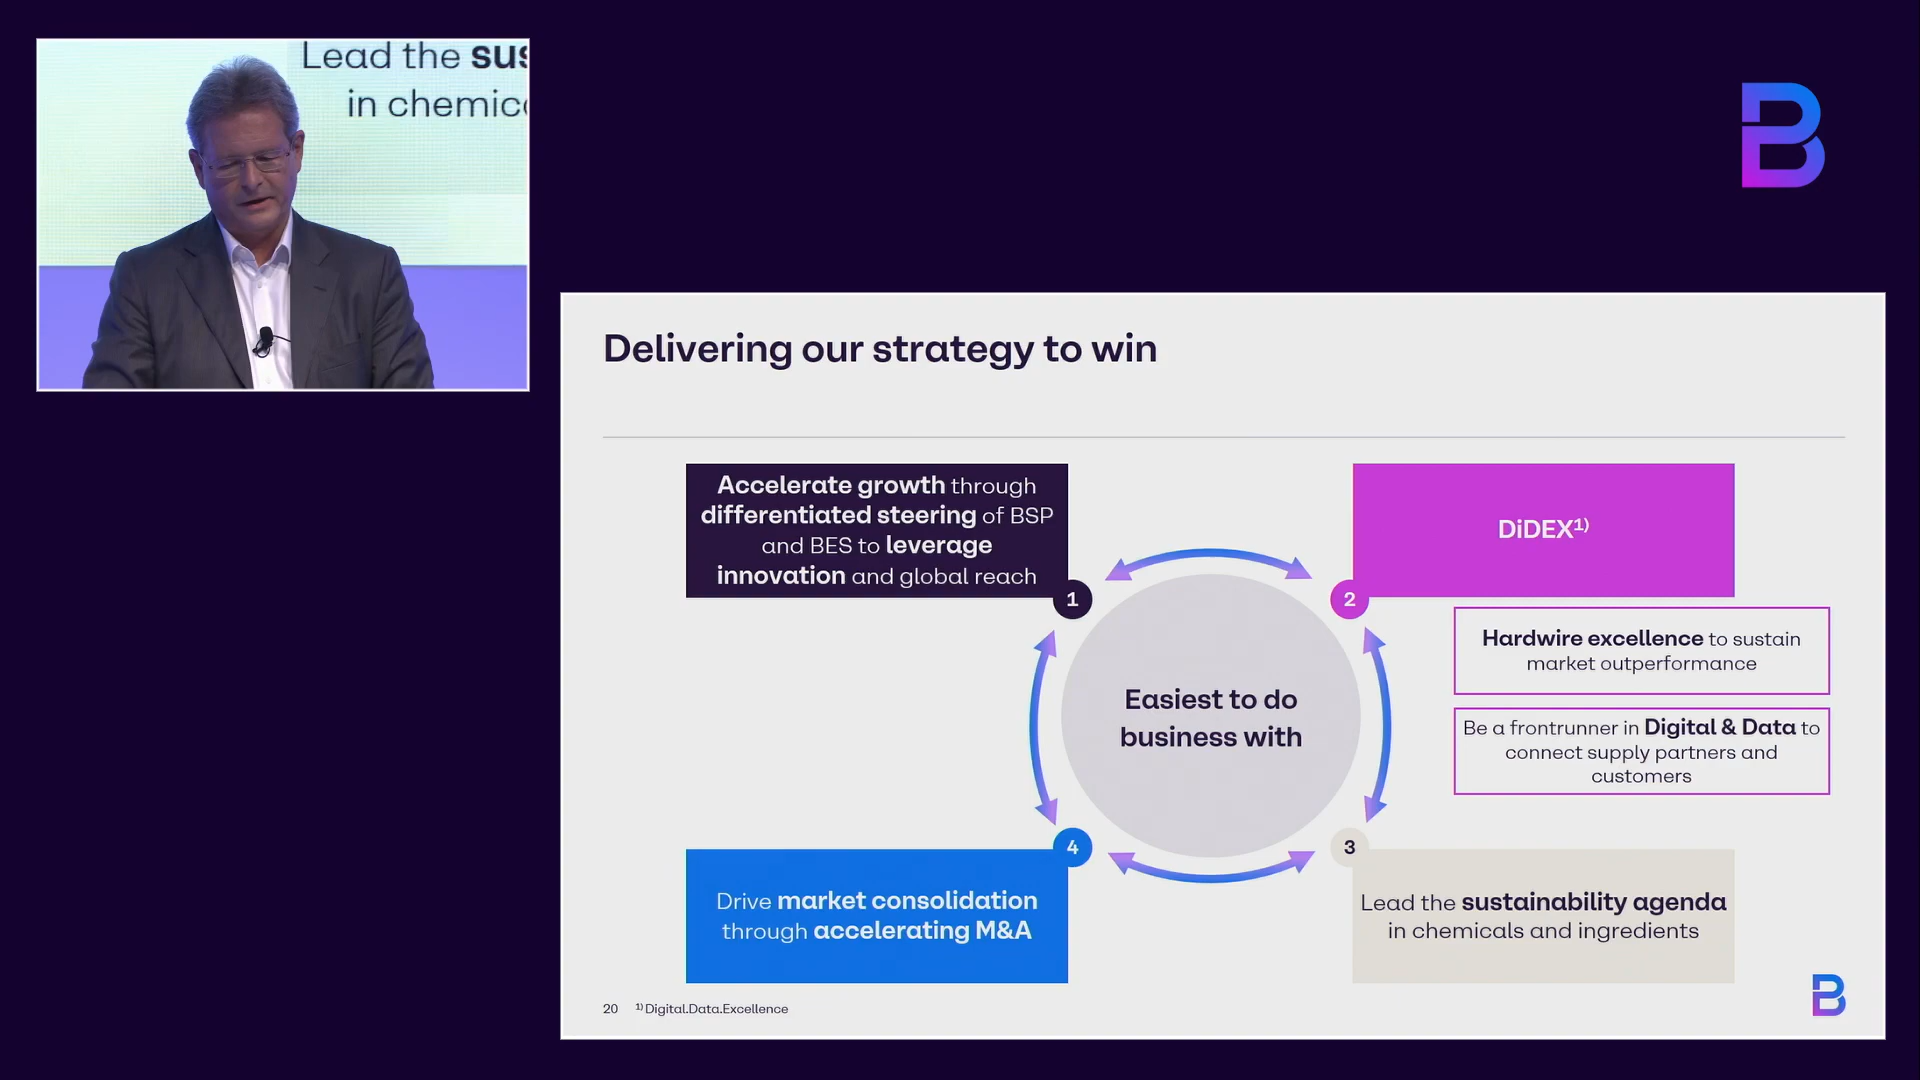 Lead the sus
in chemic
Delivering our strategy to win
Accelerate growth through
differentiated steering of BSP
and BES to leverage
innovation and global reach
1
DiDEX¹⁾
2
Hardwire excellence to sustain
market outperformance
Be a frontrunner in Digital & Data to
connect supply partners and
customers
Easiest to do
business with
4
Drive market consolidation
through accelerating M&A
3
Lead the sustainability agenda
in chemicals and ingredients
20 ¹⁾ Digital.Data.Excellence